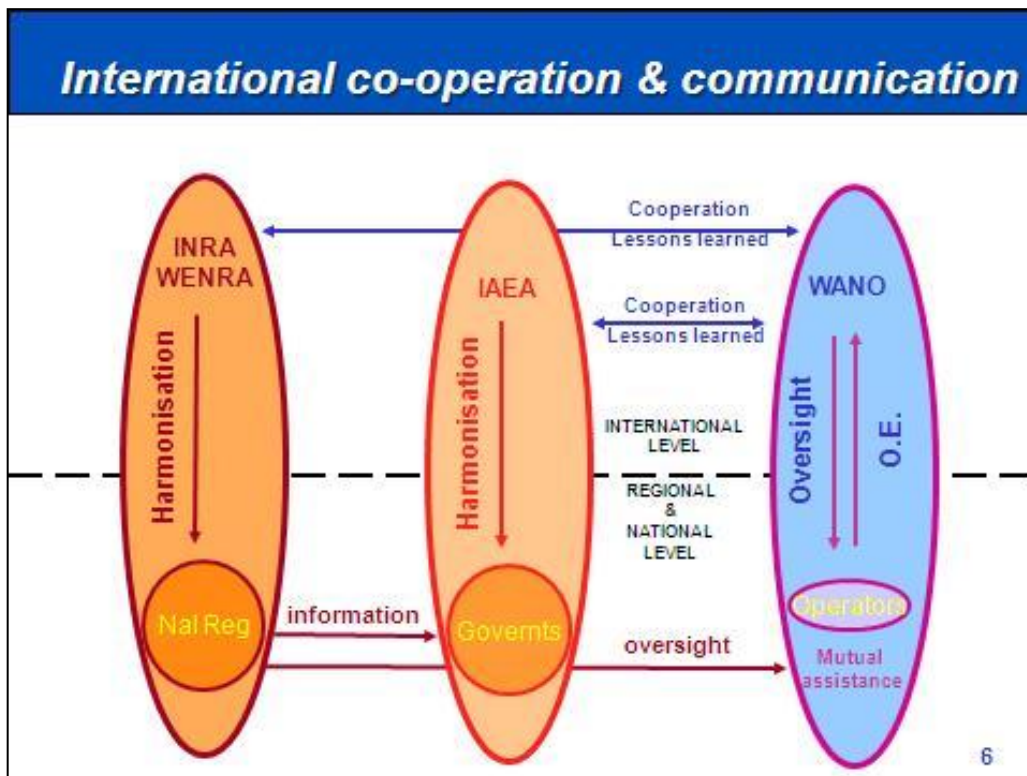 International co-operation & communication
Cooperation
Lessons learned
INRA
WENRA
IAEA
WANO
Cooperation
Lessons learned
Harmonisation
Harmonisation
Oversight
O.E.
INTERNATIONAL
LEVEL
REGIONAL
&
NATIONAL
LEVEL
Nal Reg
information
Governts
Operators
oversight
Mutual
assistance
6